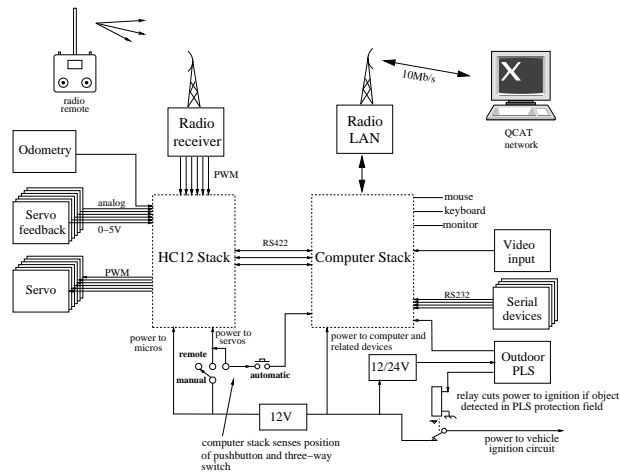 radio
remote
10Mb/s
X
QCAT
network
Radio
receiver
Radio
LAN
Odometry
PWM
mouse
keyboard
monitor
analog
Servo
feedback
0−5V
HC12 Stack
RS422
Computer Stack
Video
input
PWM
Servo
RS232
Serial
devices
power to
micros
power to
servos
power to computer and
related devices
remote
manual
automatic
12/24V
Outdoor
PLS
relay cuts power to ignition if object
detected in PLS protection field
12V
computer stack senses position
of pushbutton and three−way
switch
power to vehicle
ignition circuit